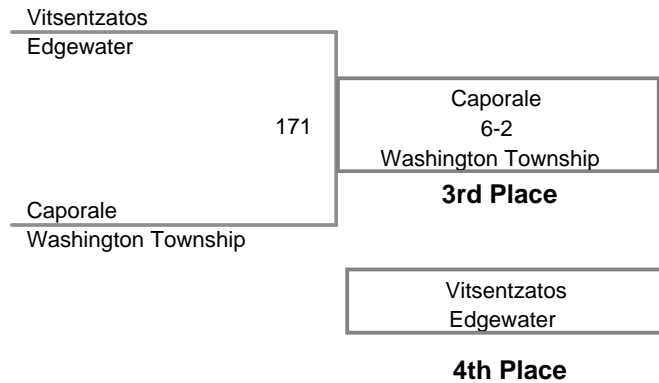 Vitsentzatos
Edgewater
171
Caporale
6-2
Washington Township
3rd Place
Caporale
Washington Township
Vitsentzatos
Edgewater
4th Place